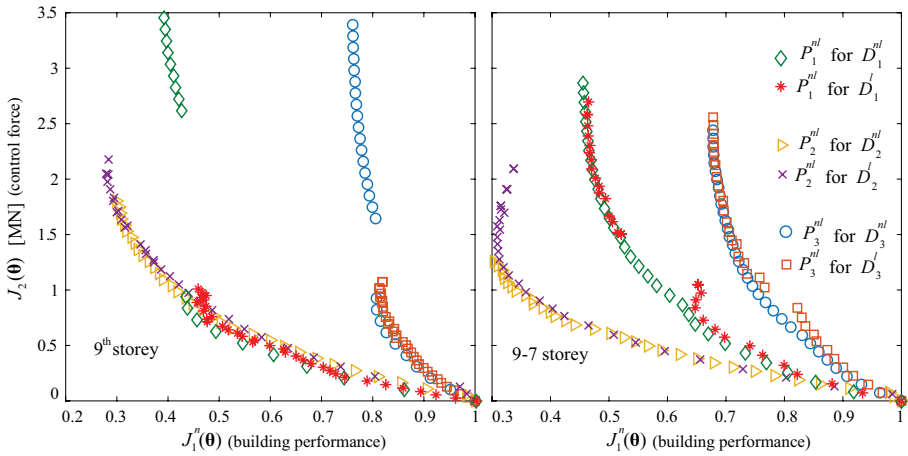 J₂(θ) [MN] (control force)
3.5
3
2.5
2
1.5
1
0.5
0
0.2 0.3 0.4 0.5 0.6 0.7 0.8 0.9 1
9th storey
J₁ⁿ(θ) (building performance)
0.3 0.4 0.5 0.6 0.7 0.8 0.9 1
9-7 storey
J₁ⁿ(θ) (building performance)
P₁ⁿˡ for D₁ⁿˡ
P₁ⁿˡ for D₁ˡ
P₂ⁿˡ for D₂ⁿˡ
P₂ⁿˡ for D₂ˡ
P₃ⁿˡ for D₃ⁿˡ
P₃ⁿˡ for D₃ˡ